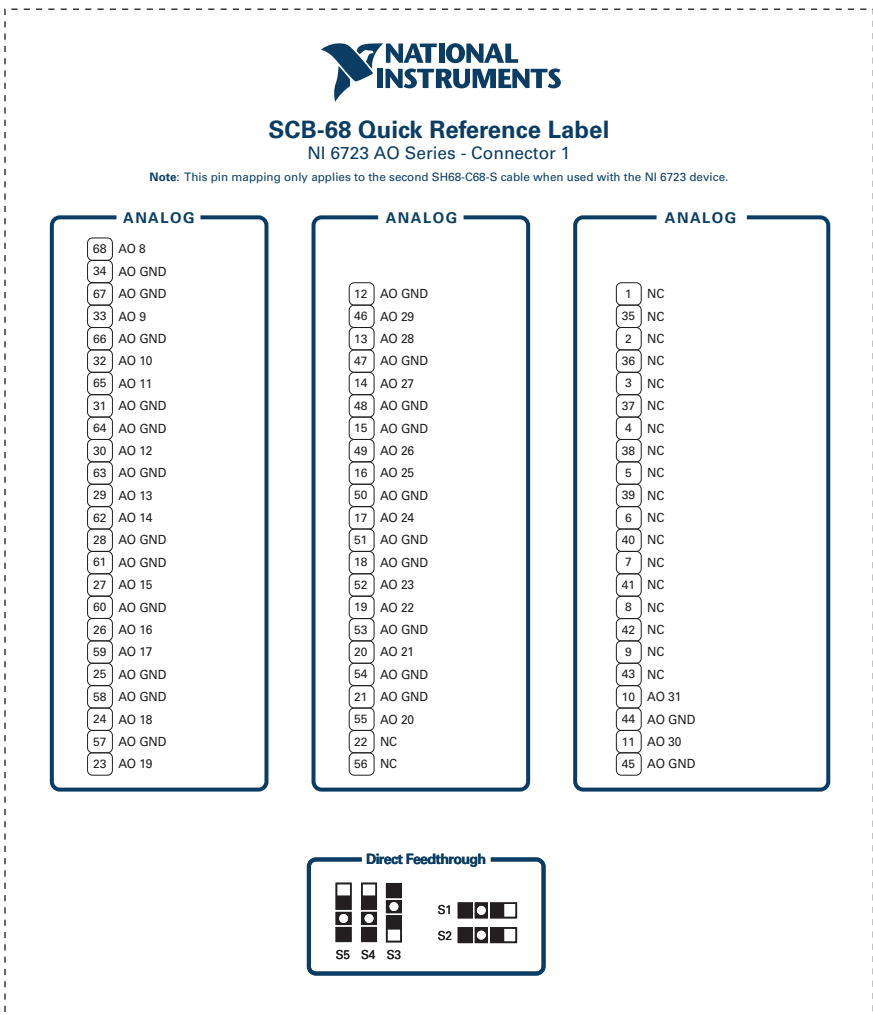 NATIONAL
INSTRUMENTS
SCB-68 Quick Reference Label
NI 6723 AO Series - Connector 1
Note: This pin mapping only applies to the second SH68-C68-S cable when used with the NI 6723 device.
ANALOG
68 AO 8
34 AO GND
67 AO GND
33 AO 9
66 AO GND
32 AO 10
65 AO 11
31 AO GND
64 AO GND
30 AO 12
63 AO GND
29 AO 13
62 AO 14
28 AO GND
61 AO GND
27 AO 15
60 AO GND
26 AO 16
59 AO 17
25 AO GND
58 AO GND
24 AO 18
57 AO GND
23 AO 19
ANALOG
12 AO GND
46 AO 29
13 AO 28
47 AO GND
14 AO 27
48 AO GND
15 AO GND
49 AO 26
16 AO 25
50 AO GND
17 AO 24
51 AO GND
18 AO GND
52 AO 23
19 AO 22
53 AO GND
20 AO 21
54 AO GND
21 AO GND
55 AO 20
22 NC
56 NC
ANALOG
1 NC
35 NC
2 NC
36 NC
3 NC
37 NC
4 NC
38 NC
5 NC
39 NC
6 NC
40 NC
7 NC
41 NC
8 NC
42 NC
9 NC
43 NC
10 AO 31
44 AO GND
11 AO 30
45 AO GND
Direct Feedthrough
S1
S2
S5 S4 S3